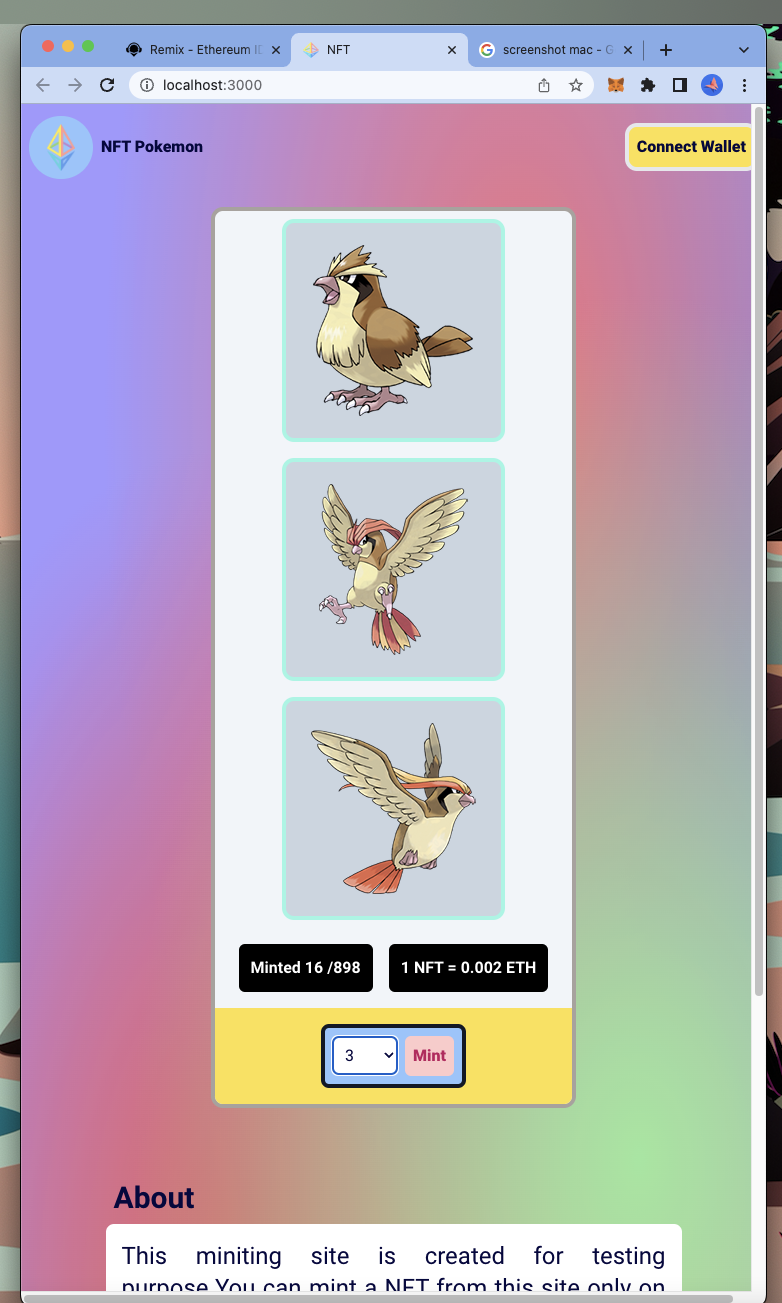 Remix - Ethereum ID
NFT
screenshot mac - G
localhost:3000
NFT Pokemon
Connect Wallet
Minted 16 /898
1 NFT = 0.002 ETH
3
Mint
About
This miniting site is created for testing
purpose.You can mint a NFT from this site only on